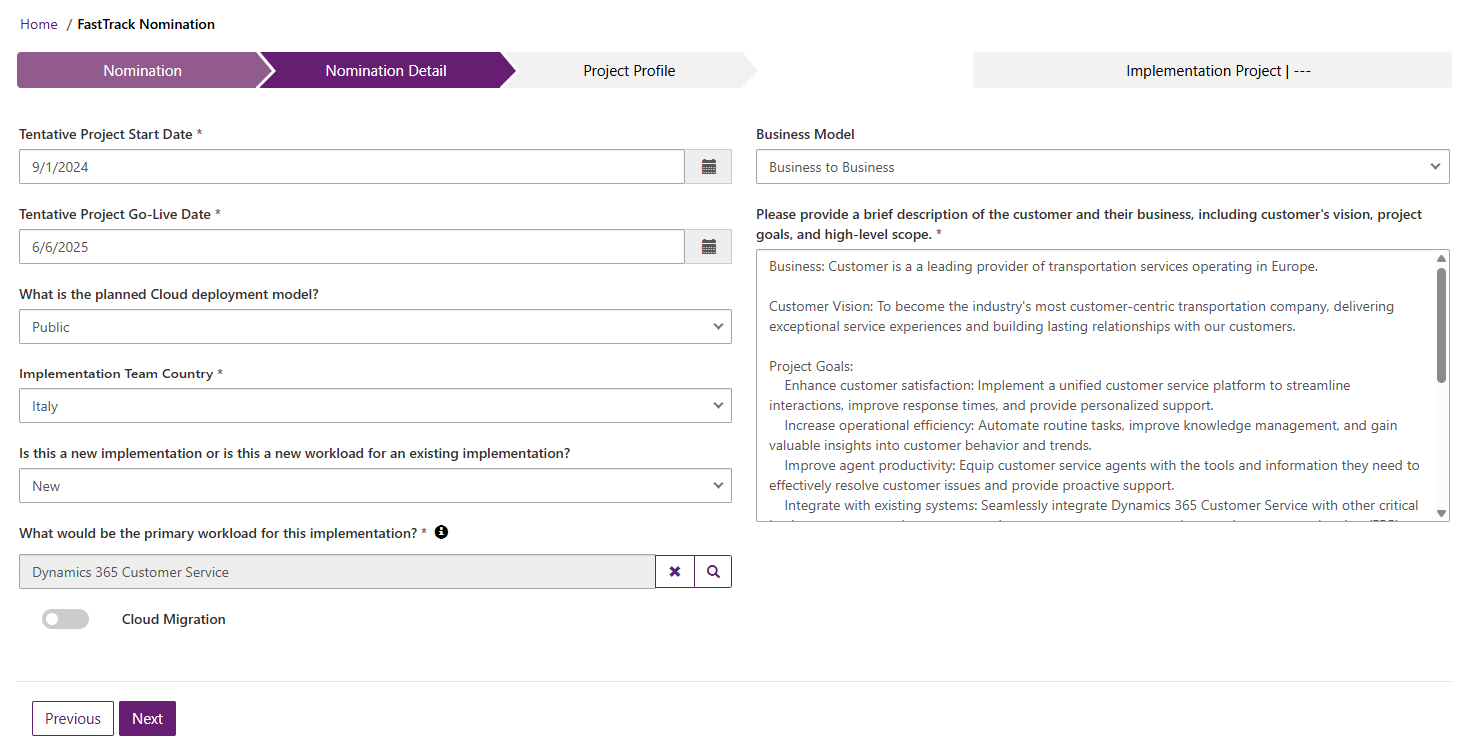 Home / FastTrack Nomination
Nomination
Nomination Detail
Project Profile
Implementation Project | ---
Tentative Project Start Date *
9/1/2024
Tentative Project Go-Live Date *
6/6/2025
What is the planned Cloud deployment model?
Public
Implementation Team Country *
Italy
Is this a new implementation or is this a new workload for an existing implementation?
New
What would be the primary workload for this implementation? *
Dynamics 365 Customer Service
Cloud Migration
Business Model
Business to Business
Please provide a brief description of the customer and their business, including customer's vision, project
goals, and high-level scope. *
Business: Customer is a a leading provider of transportation services operating in Europe.
Customer Vision: To become the industry's most customer-centric transportation company, delivering
exceptional service experiences and building lasting relationships with our customers.
Project Goals:
Enhance customer satisfaction: Implement a unified customer service platform to streamline
interactions, improve response times, and provide personalized support.
Increase operational efficiency: Automate routine tasks, improve knowledge management, and gain
valuable insights into customer behavior and trends.
Improve agent productivity: Equip customer service agents with the tools and information they need to
effectively resolve customer issues and provide proactive support.
Integrate with existing systems: Seamlessly integrate Dynamics 365 Customer Service with other critical
Previous
Next